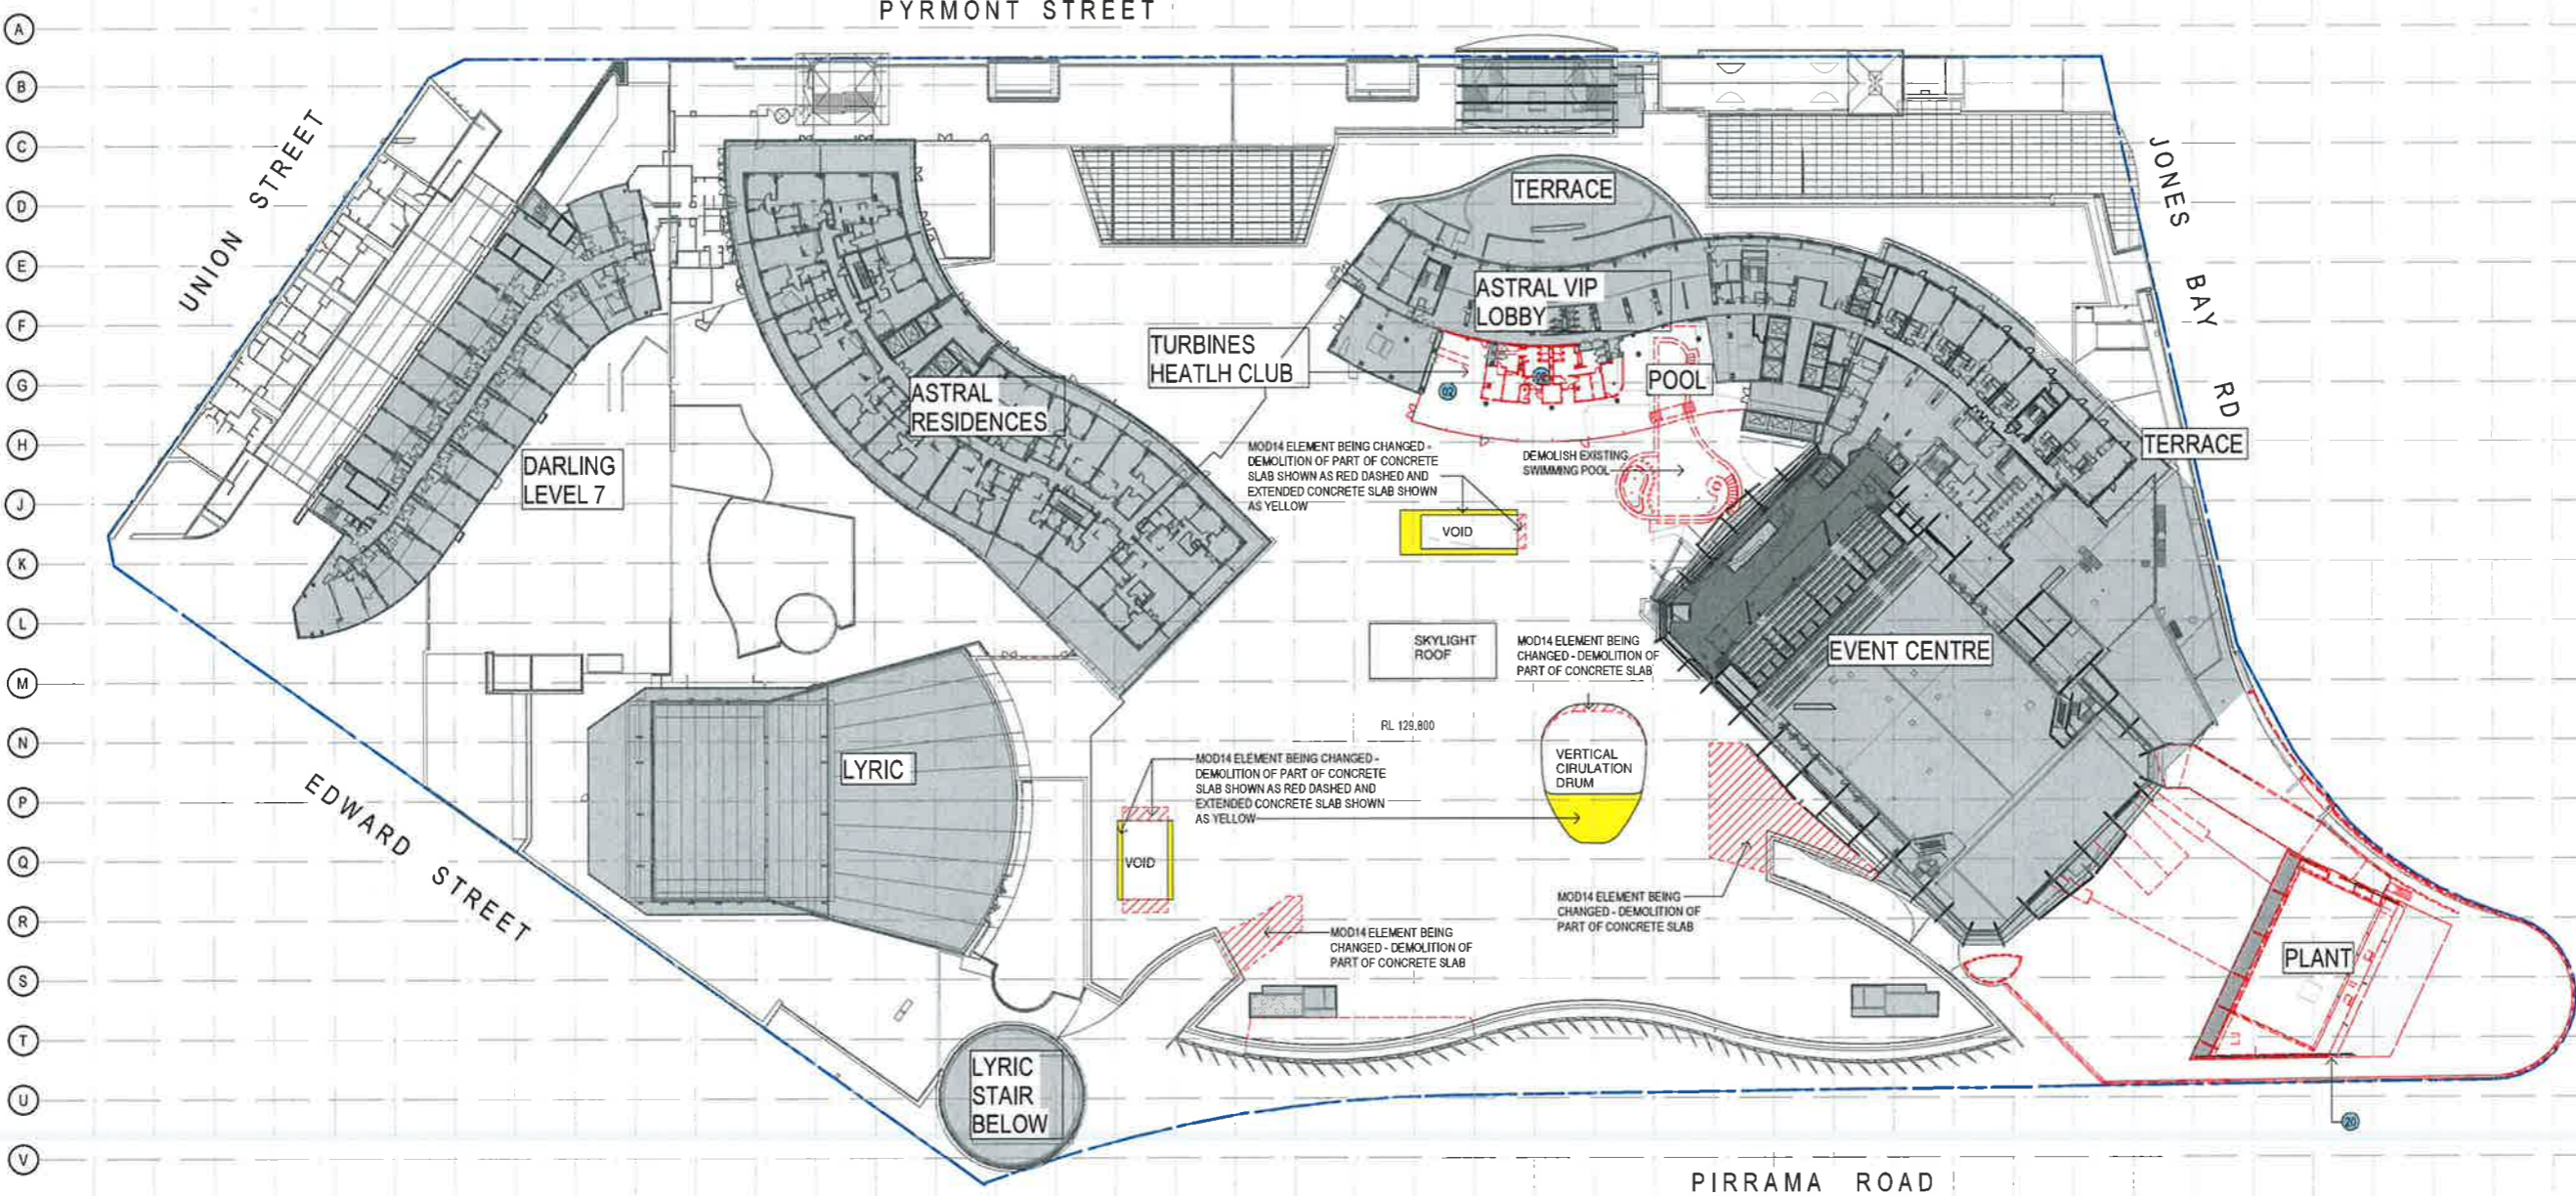 PYRMONT STREET
A
B
C
D
E
F
G
H
J
K
L
M
N
P
Q
R
S
T
U
V
UNION STREET
JONES BAY RD
TERRACE
ASTRAL VIP
LOBBY
TURBINES
HEATLH CLUB
POOL
02
ASTRAL
RESIDENCES
TERRACE
DARLING
LEVEL 7
MOD14 ELEMENT BEING CHANGED -
DEMOLITION OF PART OF CONCRETE
SLAB SHOWN AS RED DASHED AND
EXTENDED CONCRETE SLAB SHOWN
AS YELLOW
DEMOLISH EXISTING
SWIMMING POOL
VOID
SKYLIGHT
ROOF
MOD14 ELEMENT BEING
CHANGED - DEMOLITION OF
PART OF CONCRETE SLAB
EVENT CENTRE
RL 129.800
LYRIC
MOD14 ELEMENT BEING CHANGED -
DEMOLITION OF PART OF CONCRETE
SLAB SHOWN AS RED DASHED AND
EXTENDED CONCRETE SLAB SHOWN
AS YELLOW
VERTICAL
CIRULATION
DRUM
EDWARD STREET
VOID
MOD14 ELEMENT BEING
CHANGED - DEMOLITION OF
PART OF CONCRETE SLAB
MOD14 ELEMENT BEING
CHANGED - DEMOLITION OF
PART OF CONCRETE SLAB
PLANT
LYRIC
STAIR
BELOW
20
PIRRAMA ROAD